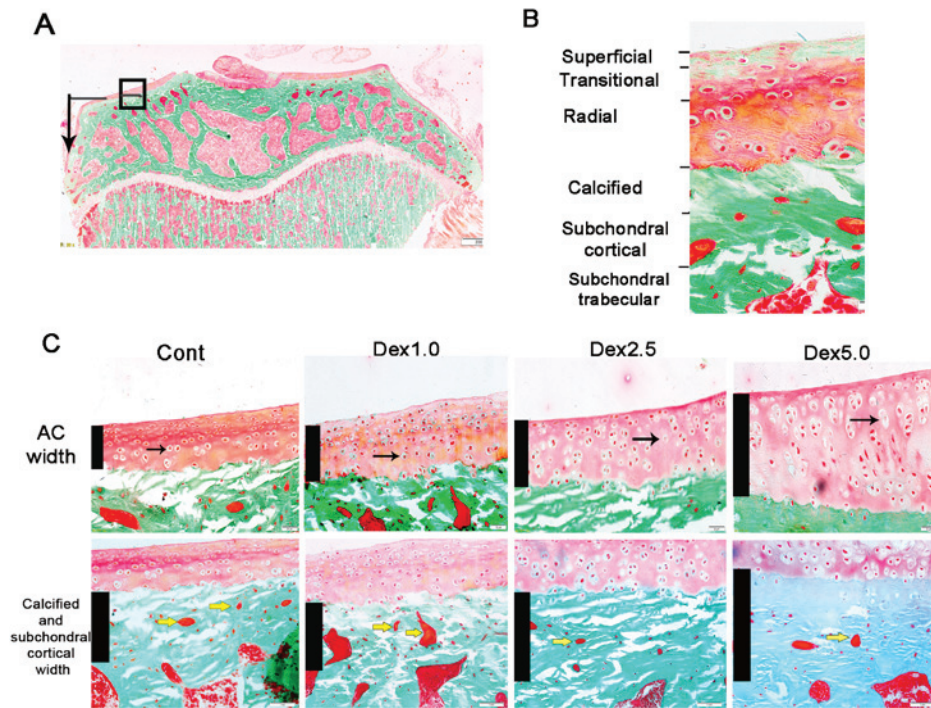 A
B
Superficial
Transitional
Radial
Calcified
Subchondral
cortical
Subchondral
trabecular
C
Cont
Dex1.0
Dex2.5
Dex5.0
AC
width
Calcified
and
subchondral
cortical
width